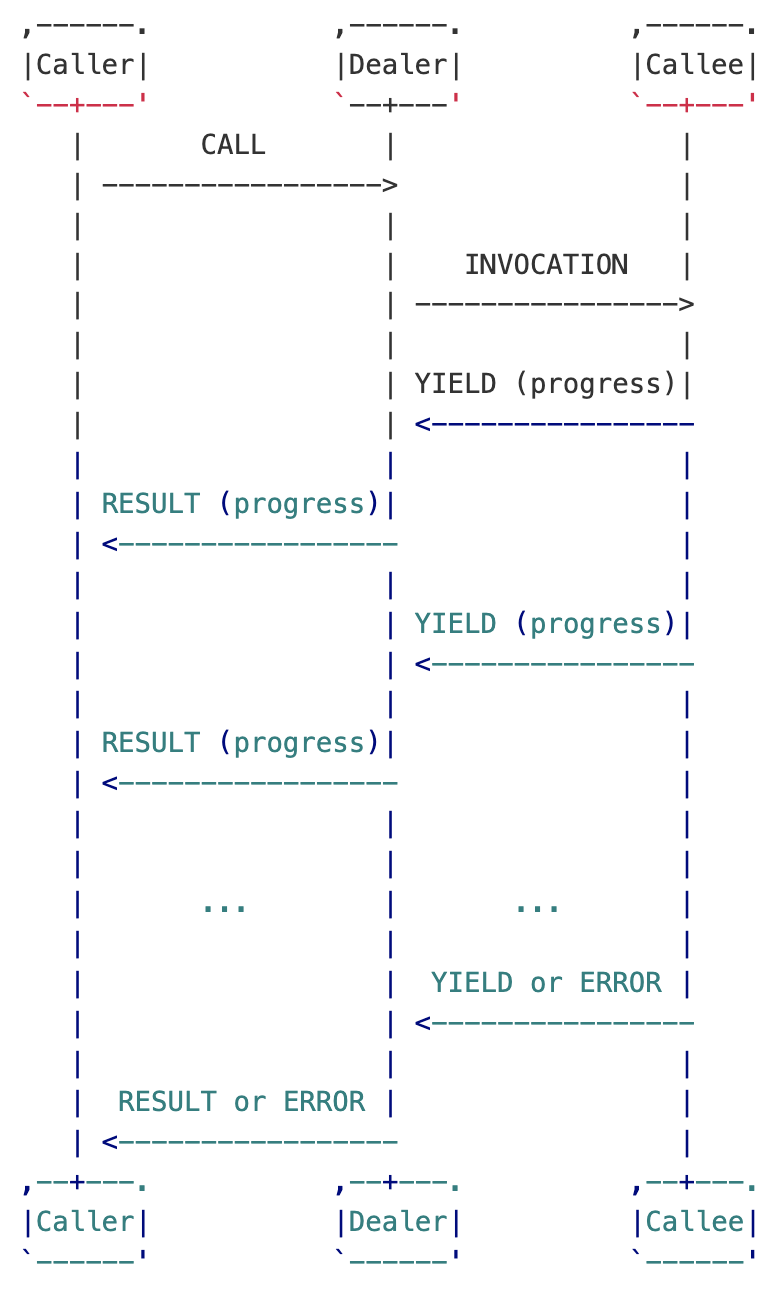 ,------.          ,------.          ,------.
|Caller|          |Dealer|          |Callee|
`--+---'          `--+---'          `--+---'
CALL
INVOCATION
YIELD (progress)
RESULT (progress)
YIELD (progress)
RESULT (progress)
... ...
YIELD or ERROR
RESULT or ERROR
,--+---.          ,--+---.          ,--+---.
|Caller|          |Dealer|          |Callee|
`------'          `------'          `------'